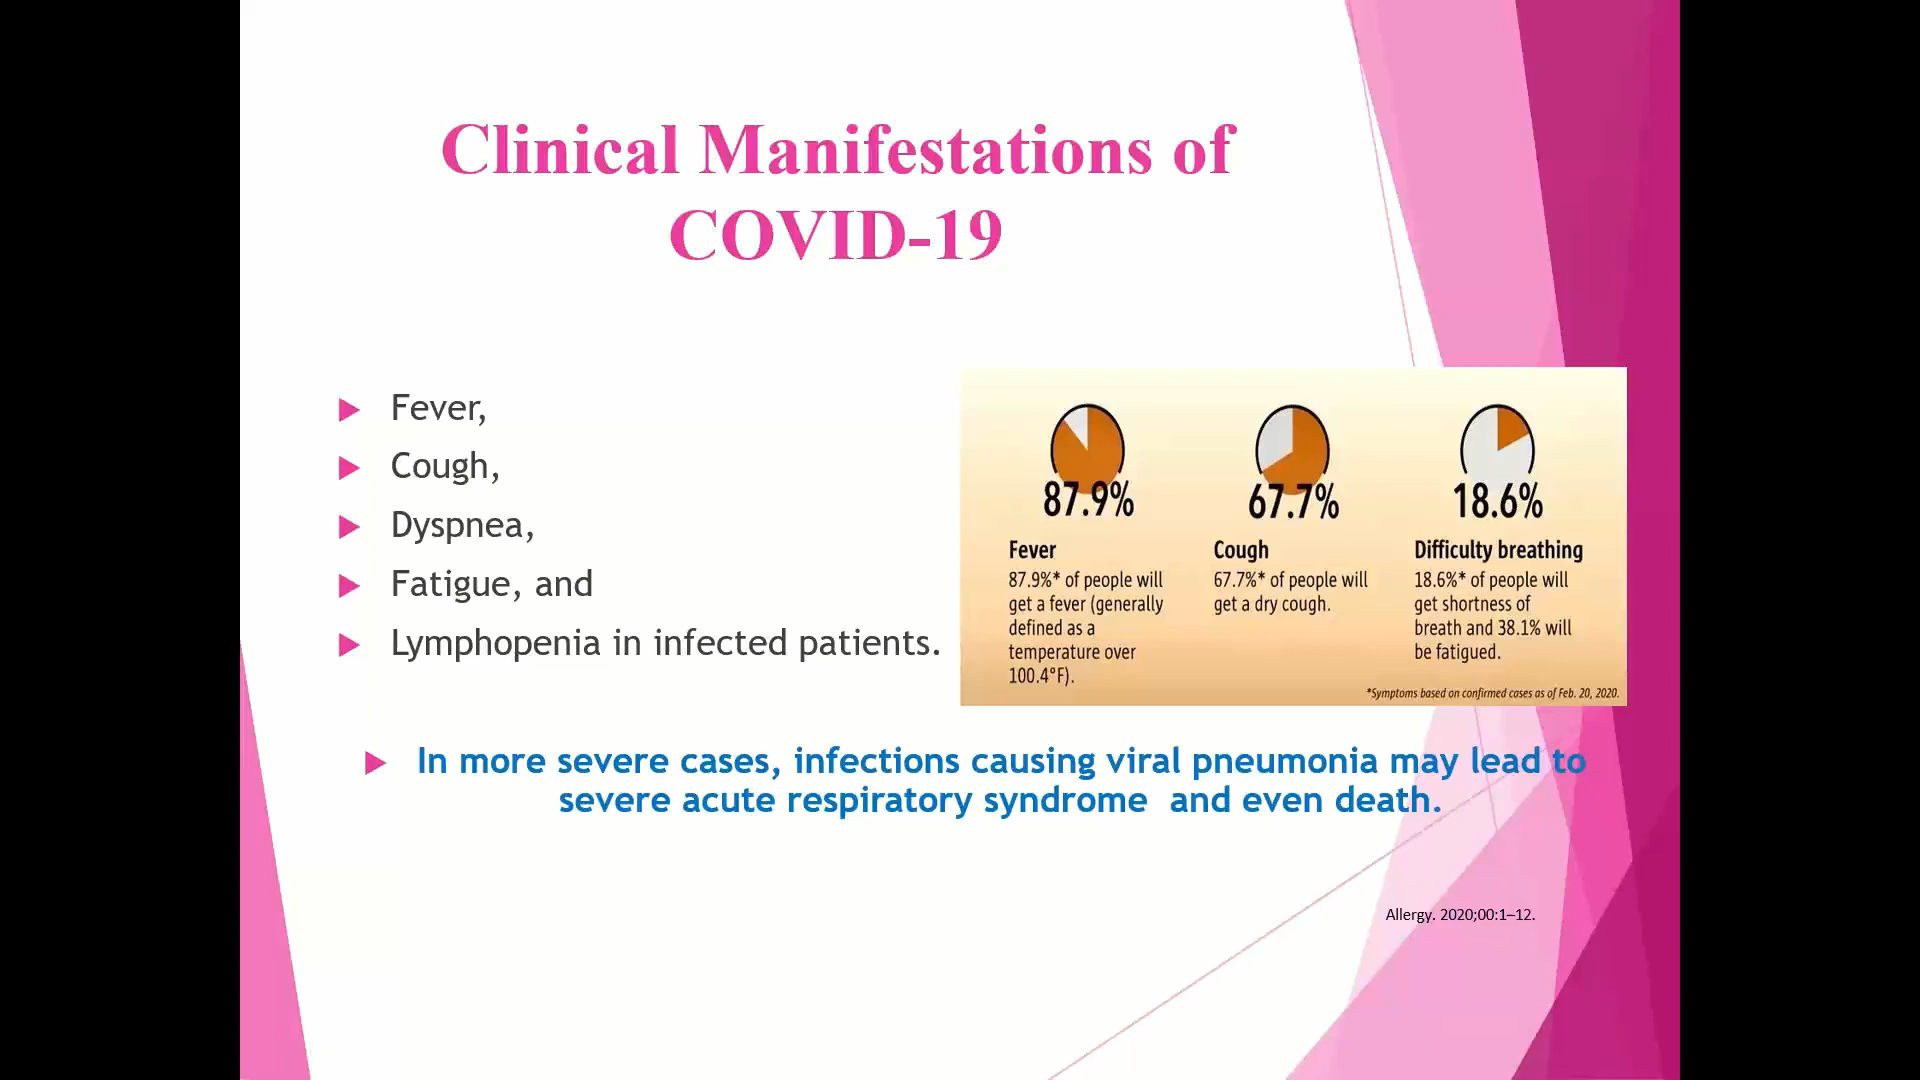 Clinical Manifestations of
COVID-19
Fever,
Cough,
Dyspnea,
Fatigue, and
Lymphopenia in infected patients.
87.9%
Fever
87.9%* of people will
get a fever (generally
defined as a
temperature over
100.4°F).
67.7%
Cough
67.7%* of people will
get a dry cough.
18.6%
Difficulty breathing
18.6%* of people will
get shortness of
breath and 38.1% will
be fatigued.
*Symptoms based on confirmed cases as of Feb. 20, 2020.
In more severe cases, infections causing viral pneumonia may lead to
severe acute respiratory syndrome  and even death.
Allergy. 2020;00:1–12.